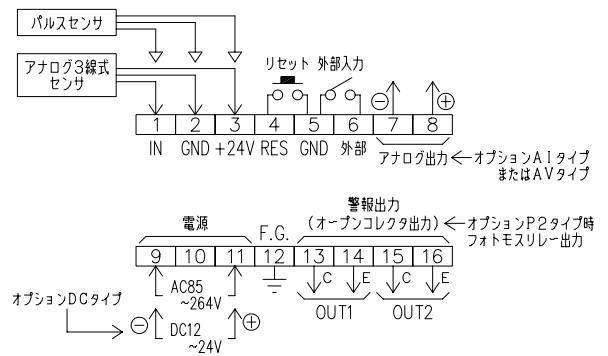 パルスセンサ
アナログ3線式
センサ
リセット 外部入力
⊖ ⊕
1 2 3 4 5 6 7 8
IN GND +24V RES GND 外部
アナログ出力 ←オプションAIタイプ
またはAVタイプ
警報出力
電源 F.G. (オープンコレクタ出力) ←オプションP2タイプ時
フォトモスリレー出力
9 10 11 12 13 14 15 16
AC85
~264V
C E C E
OUT1 OUT2
オプションDCタイプ
⊖ DC12 ⊕
~24V